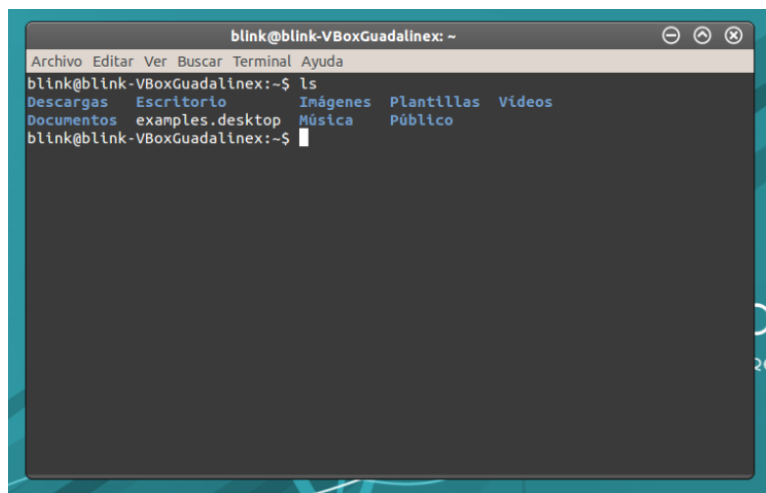 blink@blink-VBoxGuadalinex: ~
Archivo Editar Ver Buscar Terminal Ayuda
blink@blink-VBoxGuadalinex:~$ ls
Descargas Escritorio Imágenes Plantillas Vídeos
Documentos examples.desktop Música Público
blink@blink-VBoxGuadalinex:~$